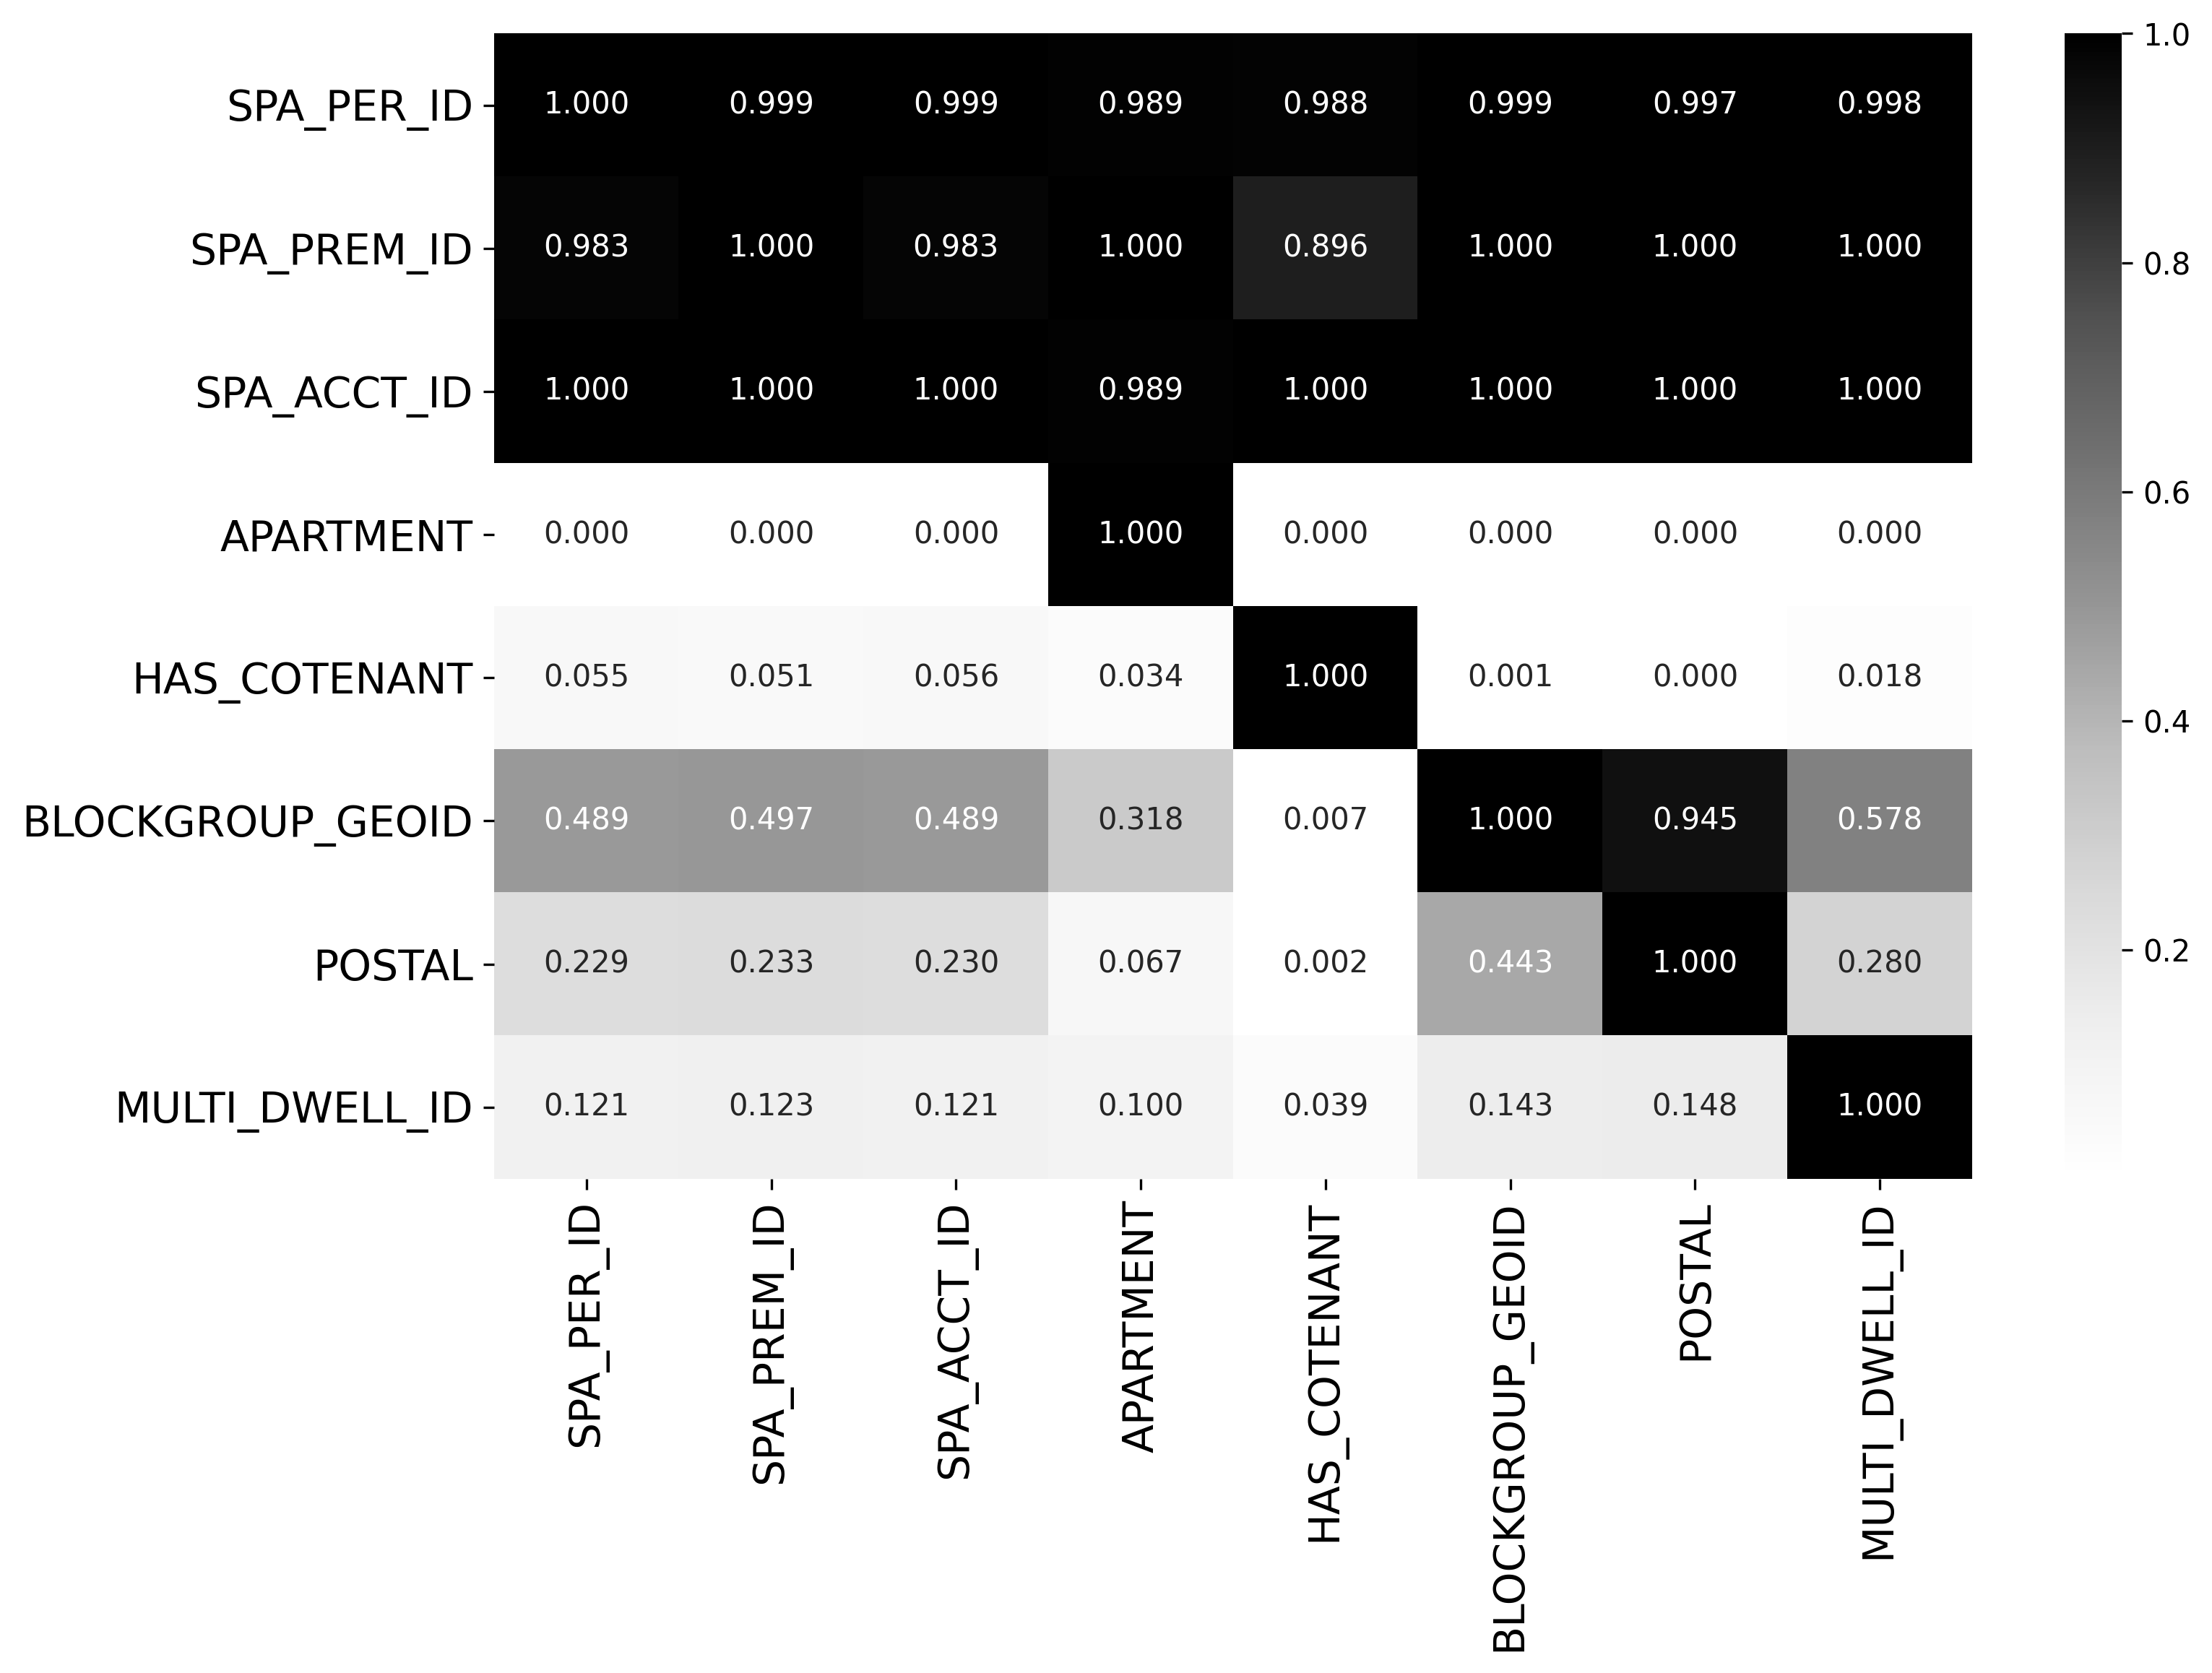 SPA_PER_ID 1.000 0.999 0.999 0.989 0.988 0.999 0.997 0.998
SPA_PREM_ID 0.983 1.000 0.983 1.000 0.896 1.000 1.000 1.000
SPA_ACCT_ID 1.000 1.000 1.000 0.989 1.000 1.000 1.000 1.000
APARTMENT 0.000 0.000 0.000 1.000 0.000 0.000 0.000 0.000
HAS_COTENANT 0.055 0.051 0.056 0.034 1.000 0.001 0.000 0.018
BLOCKGROUP_GEOID 0.489 0.497 0.489 0.318 0.007 1.000 0.945 0.578
POSTAL 0.229 0.233 0.230 0.067 0.002 0.443 1.000 0.280
MULTI_DWELL_ID 0.121 0.123 0.121 0.100 0.039 0.143 0.148 1.000
SPA_PER_ID
SPA_PREM_ID
SPA_ACCT_ID
APARTMENT
HAS_COTENANT
BLOCKGROUP_GEOID
POSTAL
MULTI_DWELL_ID
1.0
0.8
0.6
0.4
0.2